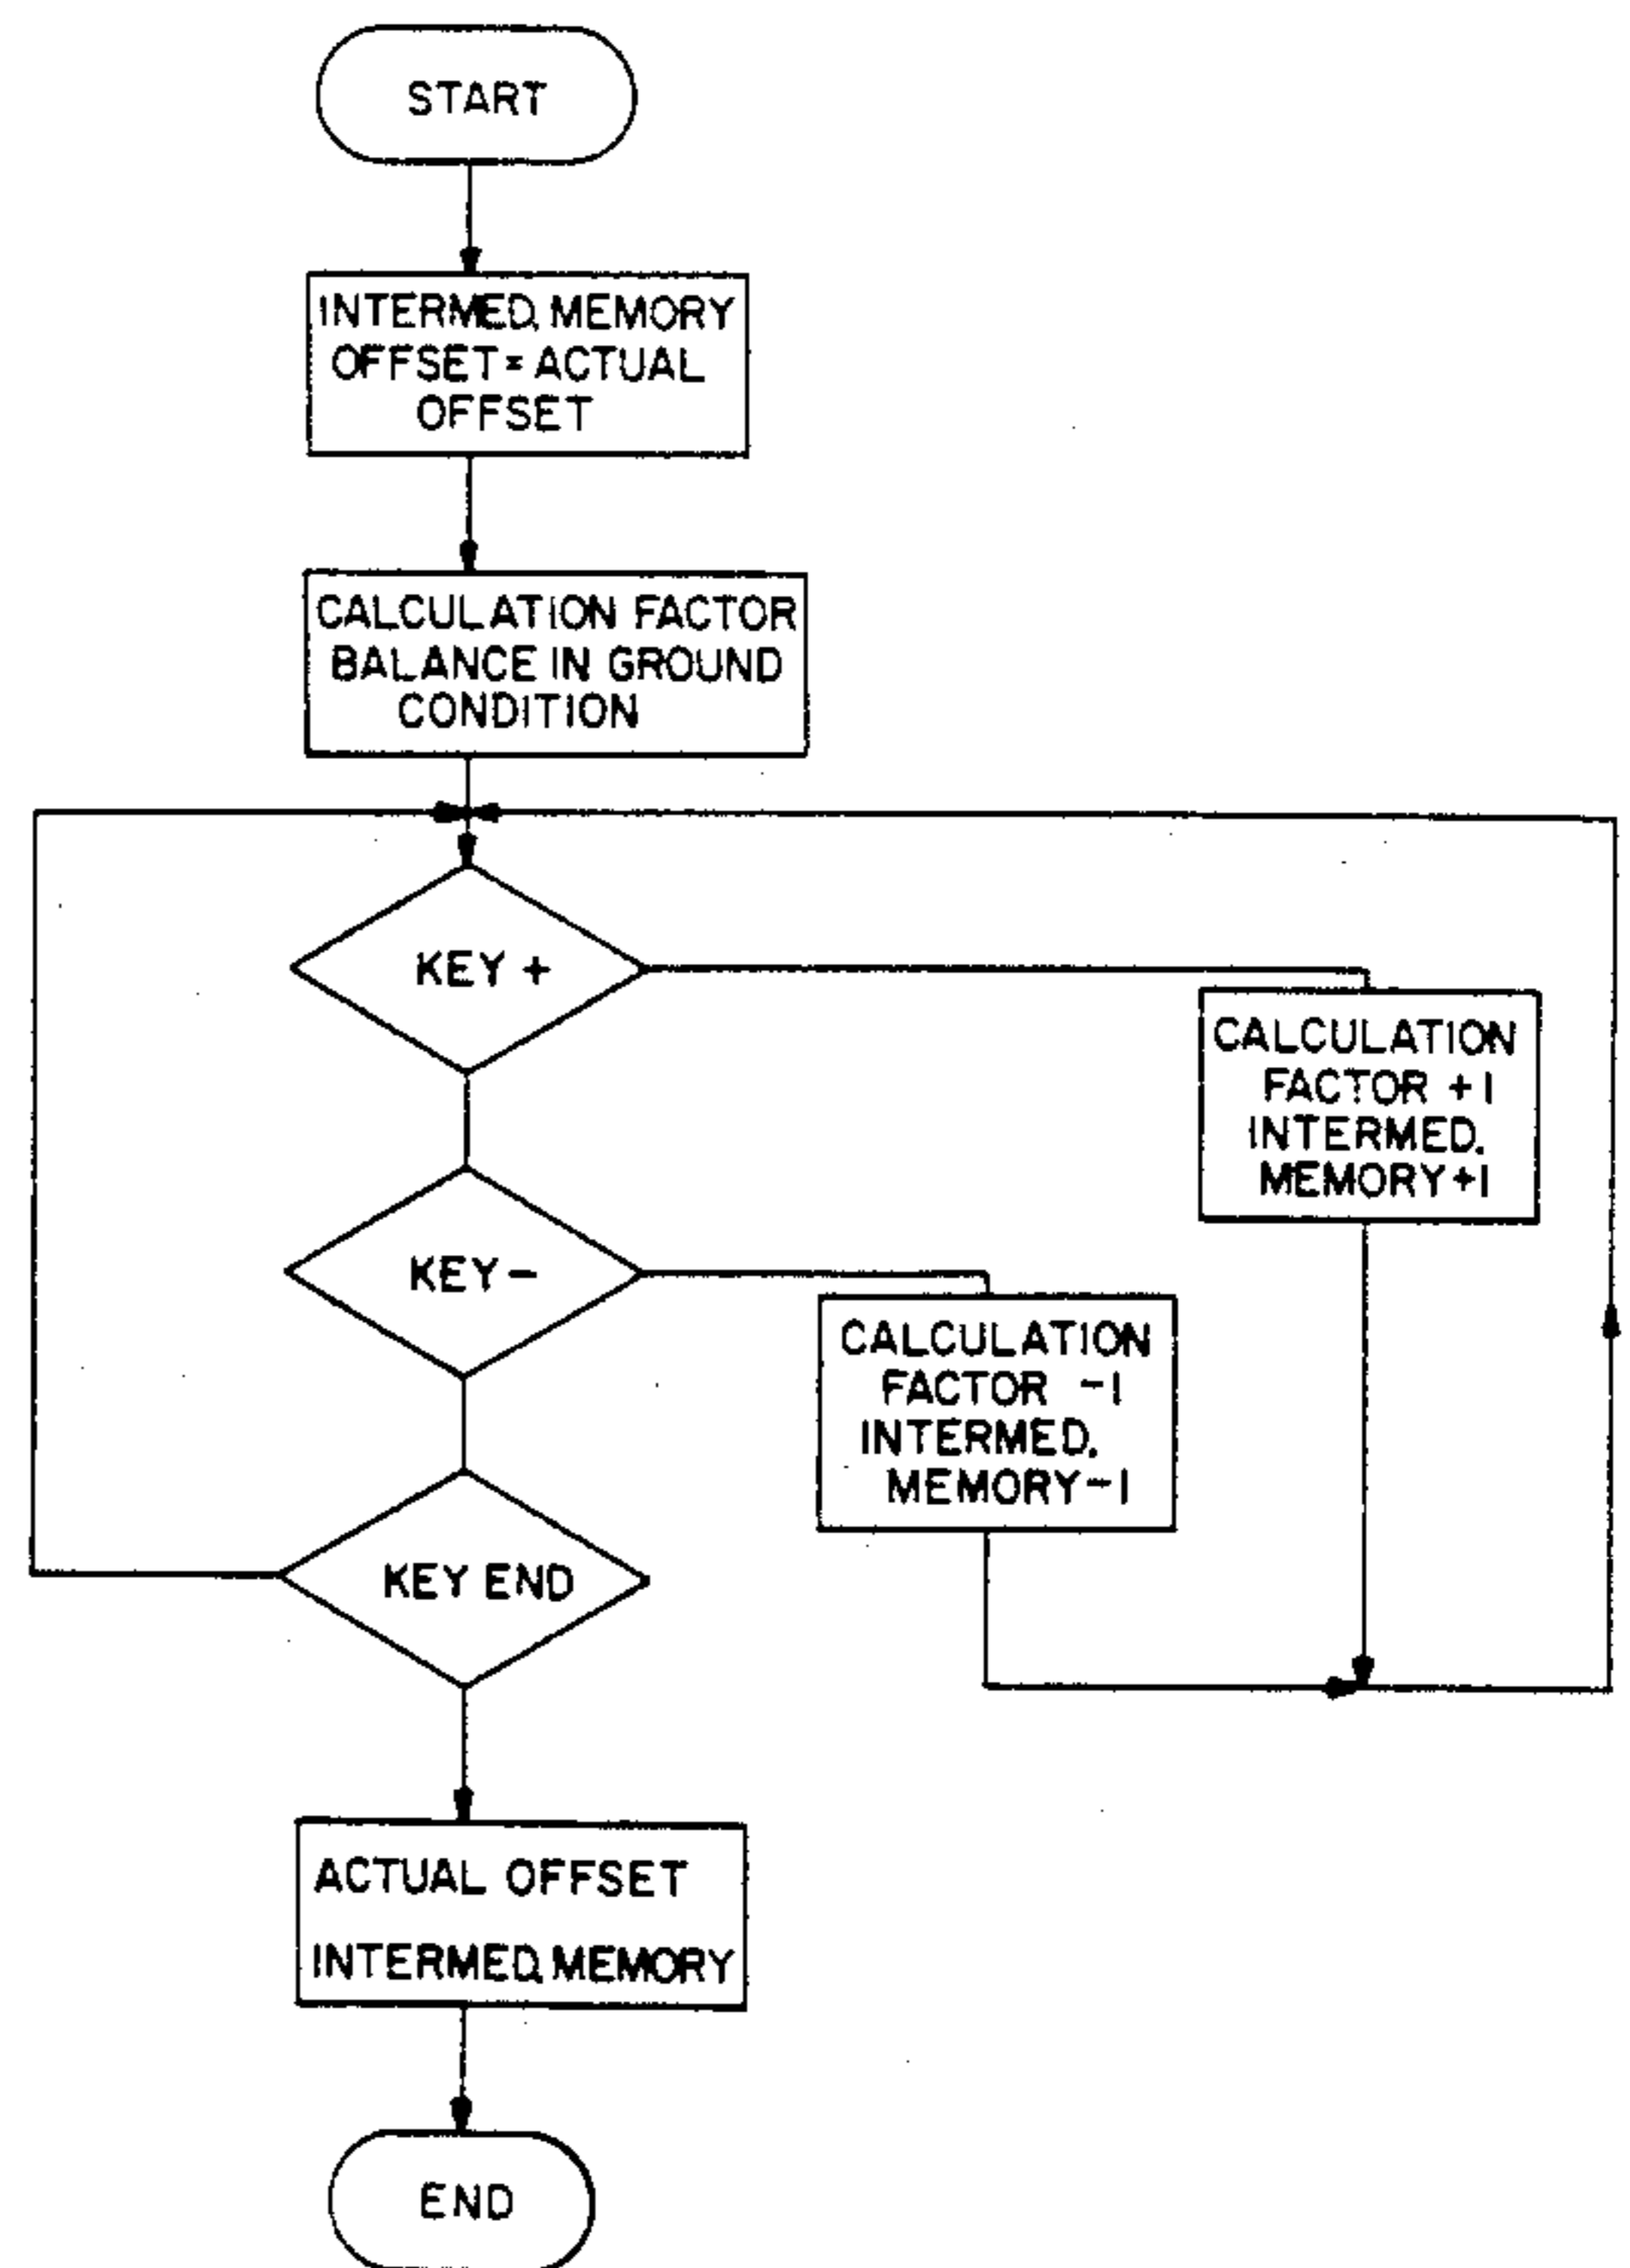 START
INTERMED. MEMORY
OFFSET = ACTUAL
OFFSET
CALCULATION FACTOR
BALANCE IN GROUND
CONDITION
KEY +
CALCULATION
FACTOR +1
INTERMED.
MEMORY+1
KEY -
CALCULATION
FACTOR -1
INTERMED.
MEMORY-1
KEY END
ACTUAL OFFSET
INTERMED. MEMORY
END